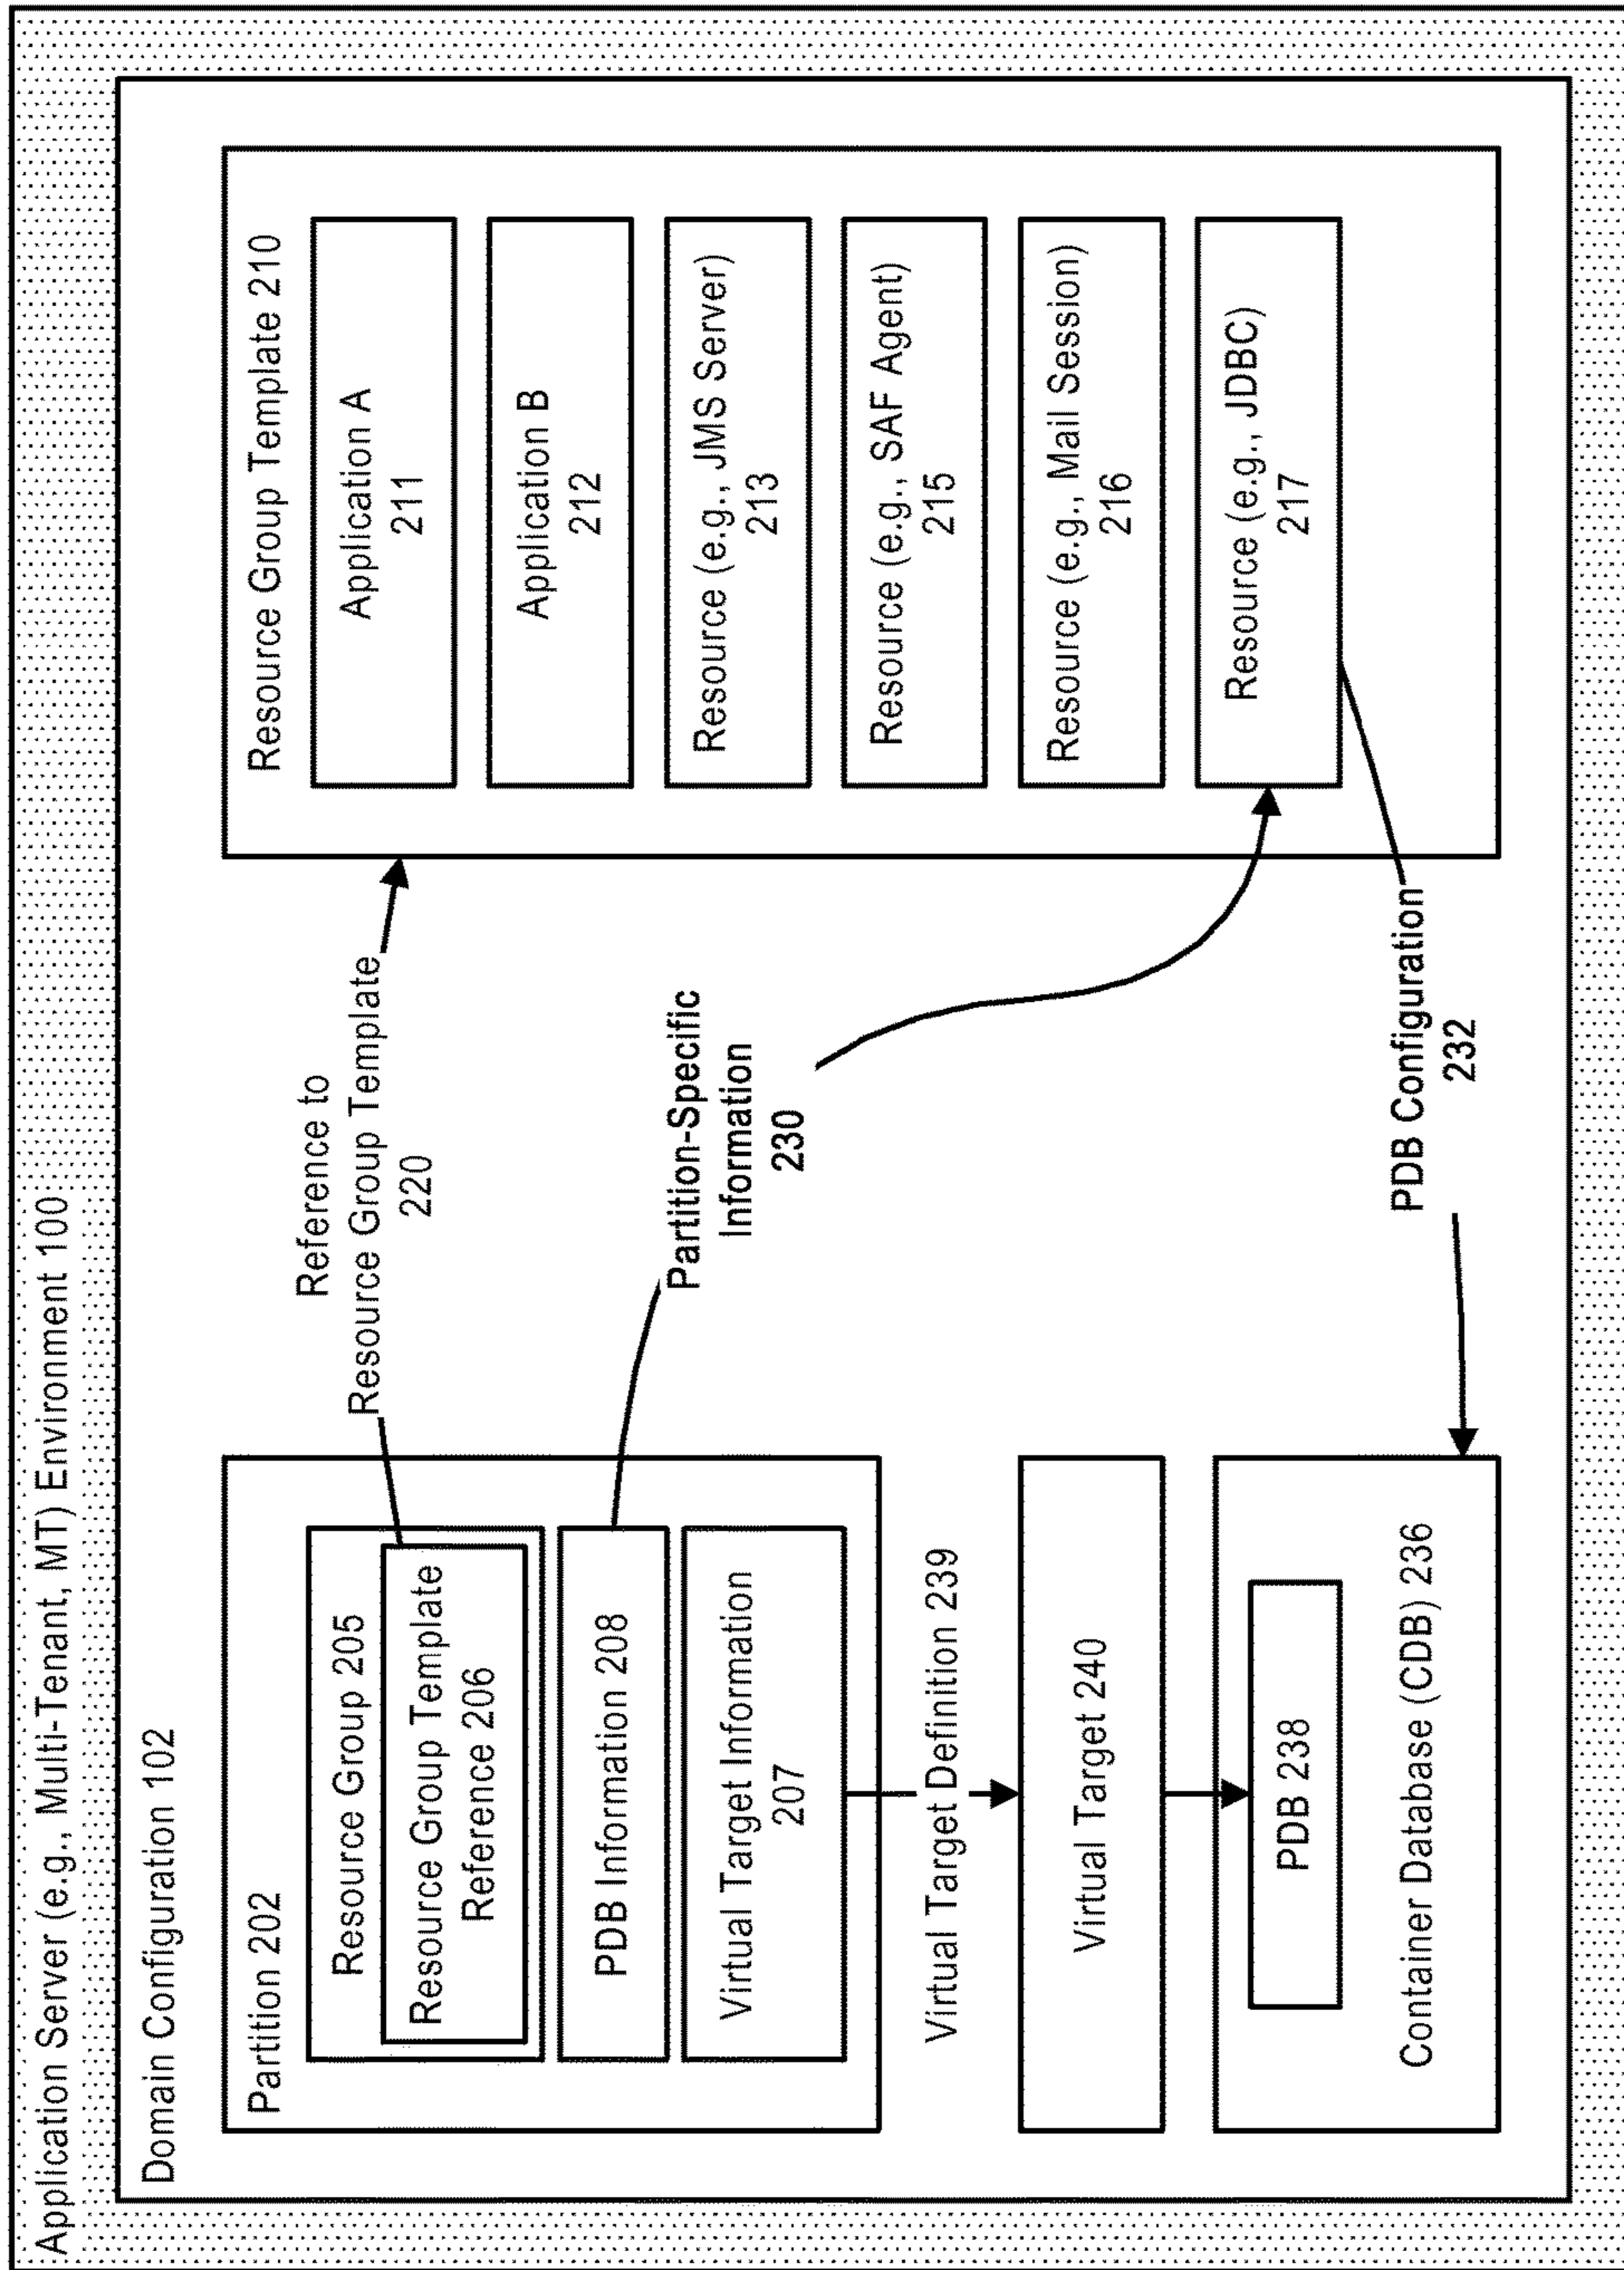 Application Server (e.g., Multi-Tenant, MT) Environment 100
Domain Configuration 102
Partition 202
Resource Group 205
Resource Group Template
Reference 206
PDB Information 208
Virtual Target Information
207
Virtual Target Definition 239
Virtual Target 240
PDB 238
Container Database (CDB) 236
Reference to
Resource Group Template
220
Partition-Specific
Information
230
PDB Configuration
232
Resource Group Template 210
Application A
211
Application B
212
Resource (e.g., JMS Server)
213
Resource (e.g., SAF Agent)
215
Resource (e.g., Mail Session)
216
Resource (e.g., JDBC)
217